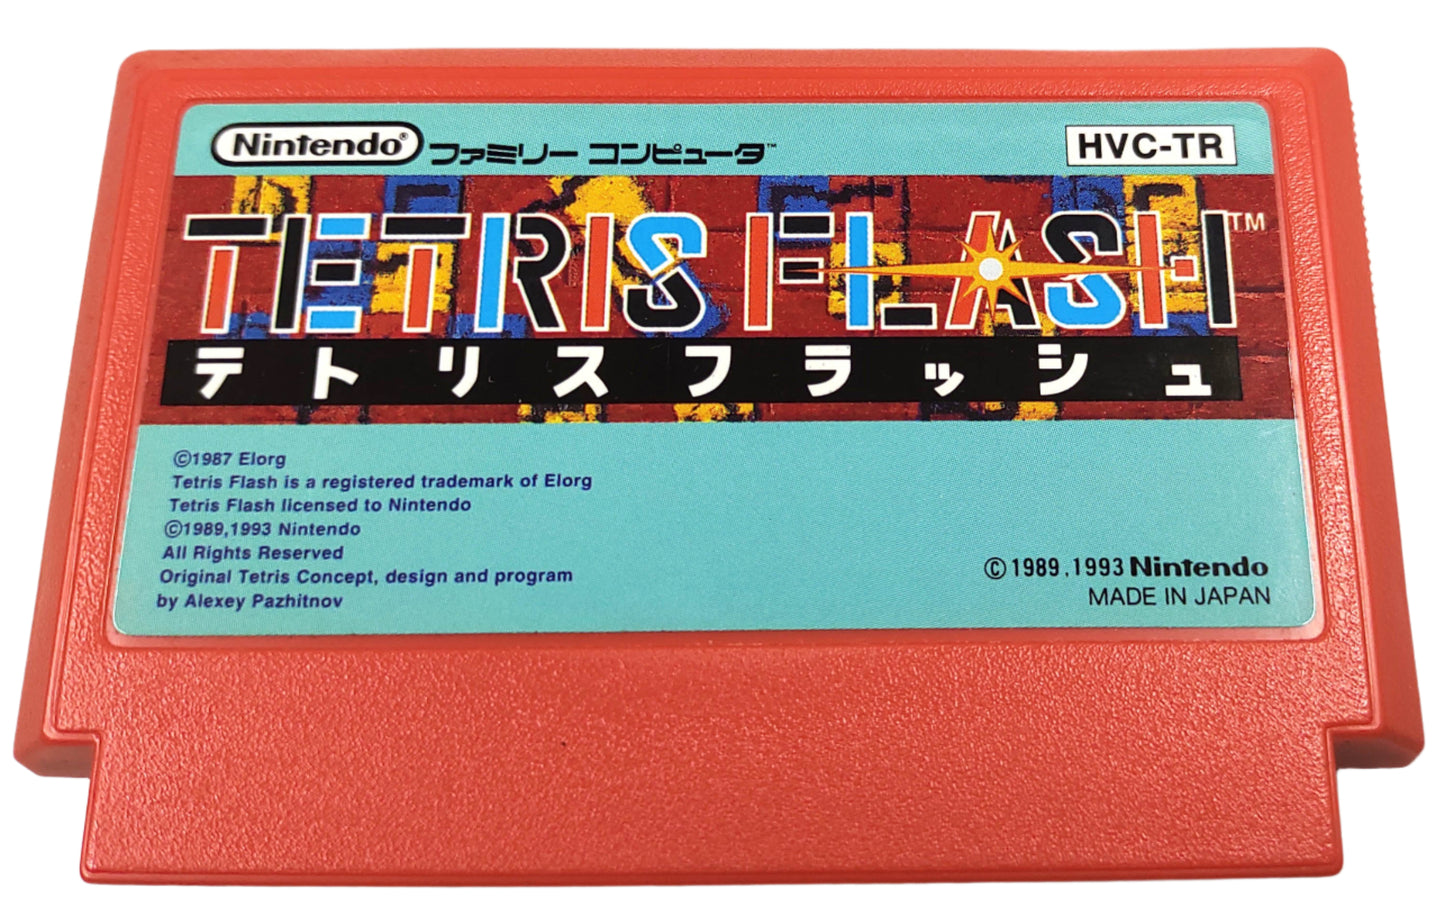 Nintendo® ファミリー コンピュータ™
HVC-TR
TETRIS FLASH™
テトリスフラッシュ
©1987 Elorg
Tetris Flash is a registered trademark of Elorg
Tetris Flash licensed to Nintendo
©1989,1993 Nintendo
All Rights Reserved
Original Tetris Concept, design and program
by Alexey Pazhitnov
©1989,1993 Nintendo
MADE IN JAPAN